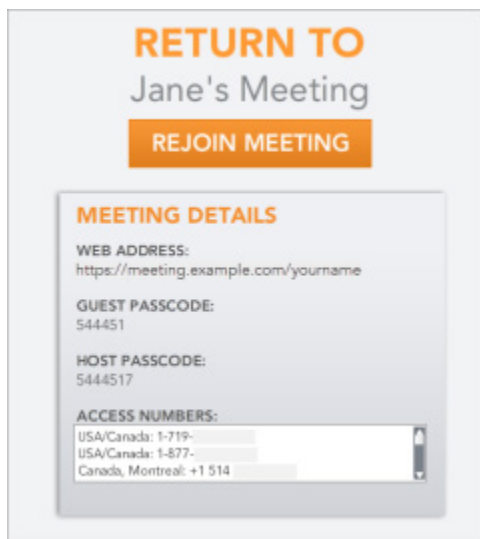 RETURN TO
Jane's Meeting
REJOIN MEETING
MEETING DETAILS
WEB ADDRESS:
https://meeting.example.com/yourname
GUEST PASSCODE:
544451
HOST PASSCODE:
5444517
ACCESS NUMBERS:
USA/Canada: 1-719-
USA/Canada: 1-877-
Canada, Montreal: +1 514